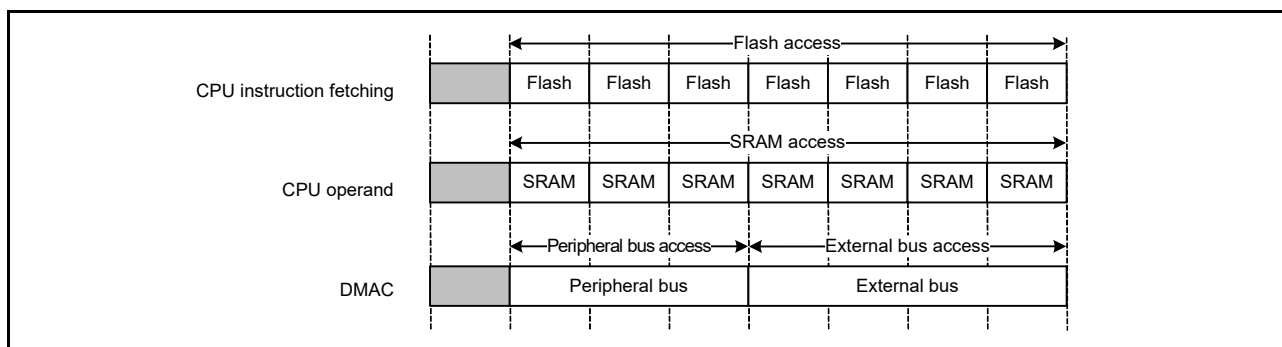 Flash access
CPU instruction fetching Flash Flash Flash Flash Flash Flash Flash
SRAM access
CPU operand SRAM SRAM SRAM SRAM SRAM SRAM SRAM
Peripheral bus access External bus access
DMAC Peripheral bus External bus